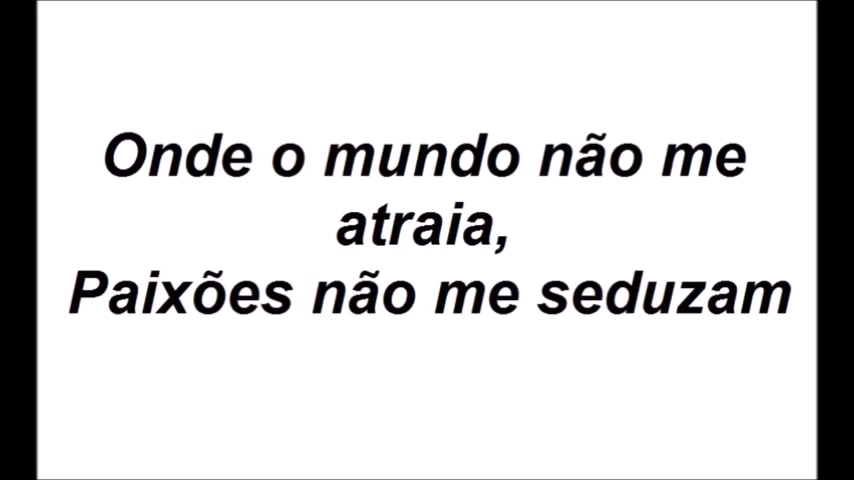 Onde o mundo não me
atraia,
Paixões não me seduzam